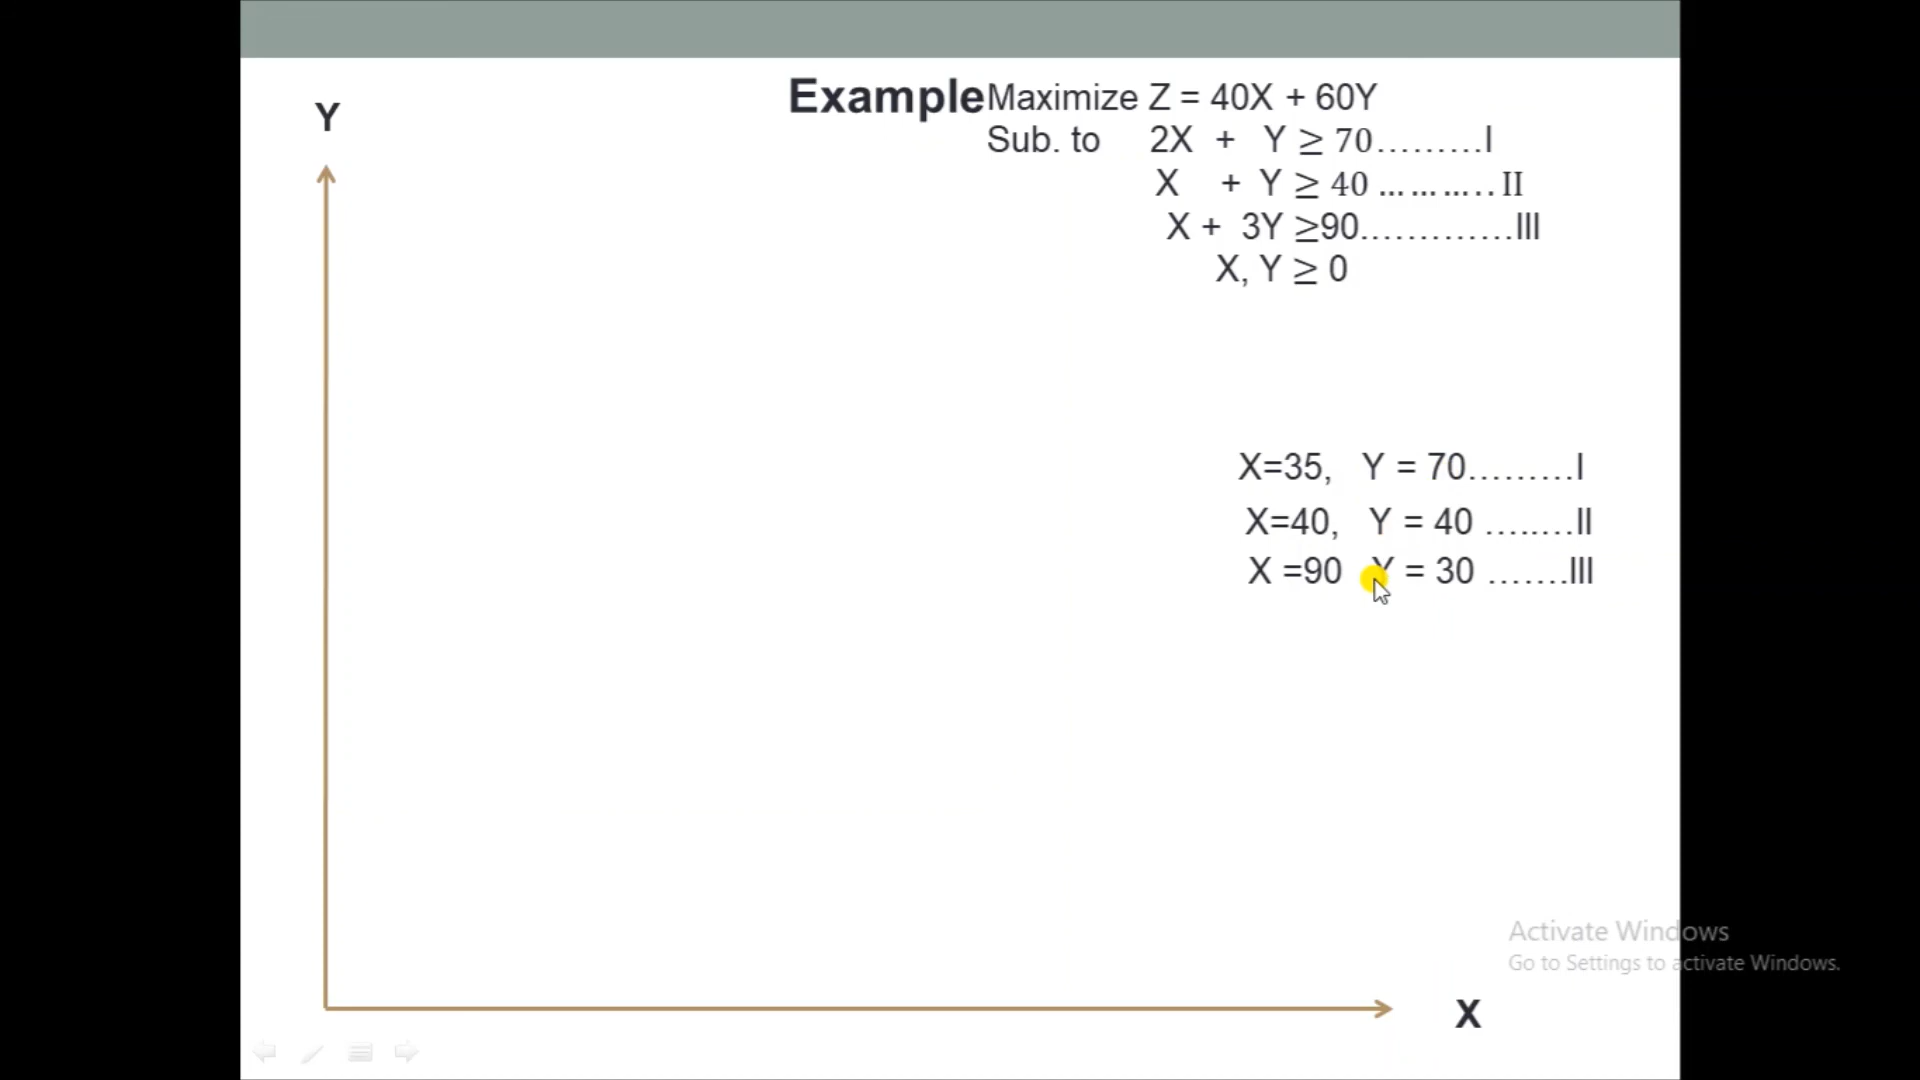 Y
Example Maximize Z = 40X + 60Y
Sub. to 2X + Y ≥ 70.........I
X + Y ≥ 40 ... ... ... . . II
X + 3Y ≥90.............III
X, Y ≥ 0
X=35, Y = 70.........I
X=40, Y = 40 ........II
X =90 Y = 30 .......III
Activate Windows
Go to Settings to activate Windows.
X